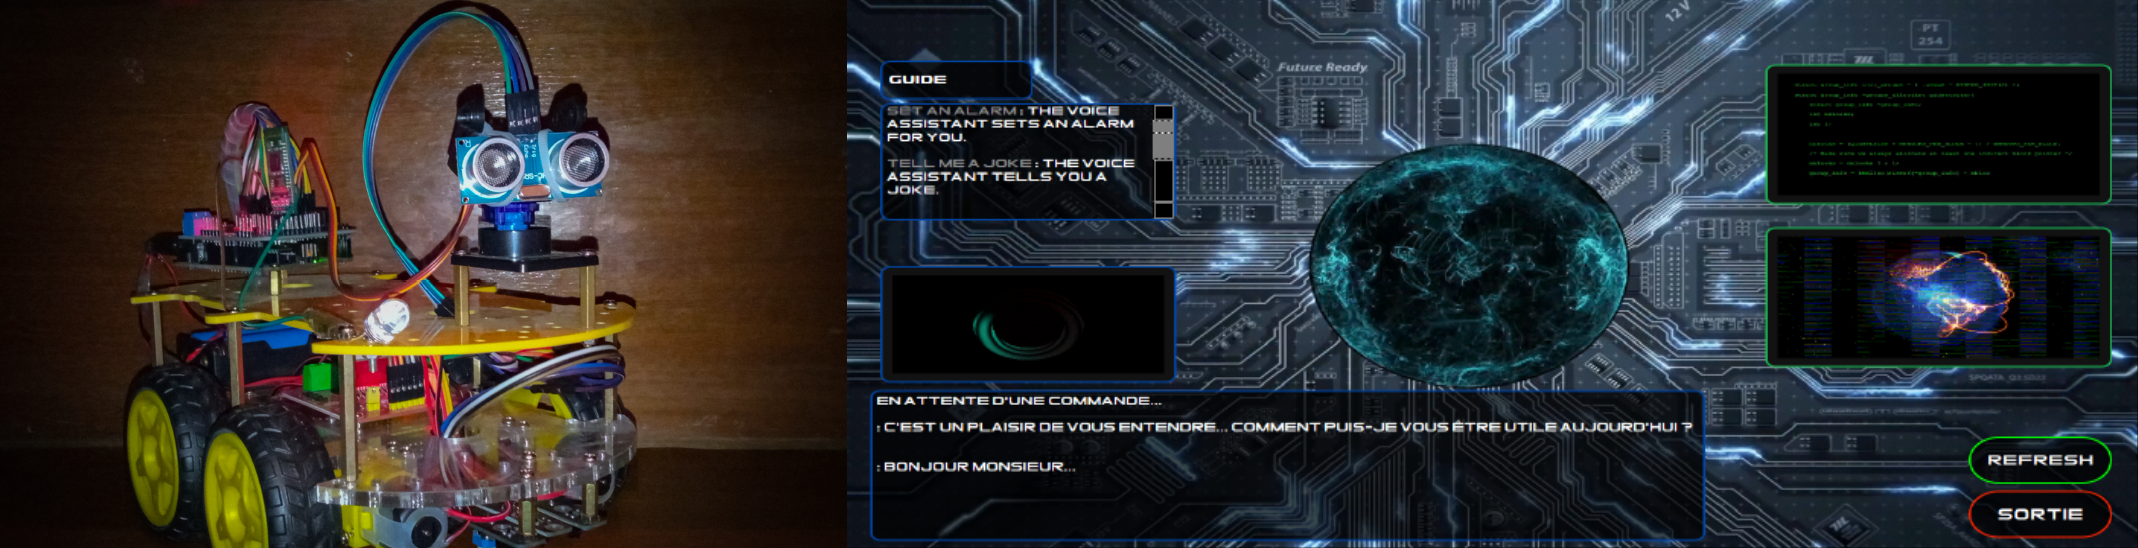 GUIDE
SET AN ALARM : THE VOICE
ASSISTANT SETS AN ALARM
FOR YOU.
TELL ME A JOKE : THE VOICE
ASSISTANT TELLS YOU A
JOKE.
Future Ready
12V
PT
254
EN ATTENTE D'UNE COMMANDE...
: C'EST UN PLAISIR DE VOUS ENTENDRE... COMMENT PUIS-JE VOUS ÊTRE UTILE AUJOURD'HUI ?
: BONJOUR MONSIEUR...
REFRESH
SORTIE